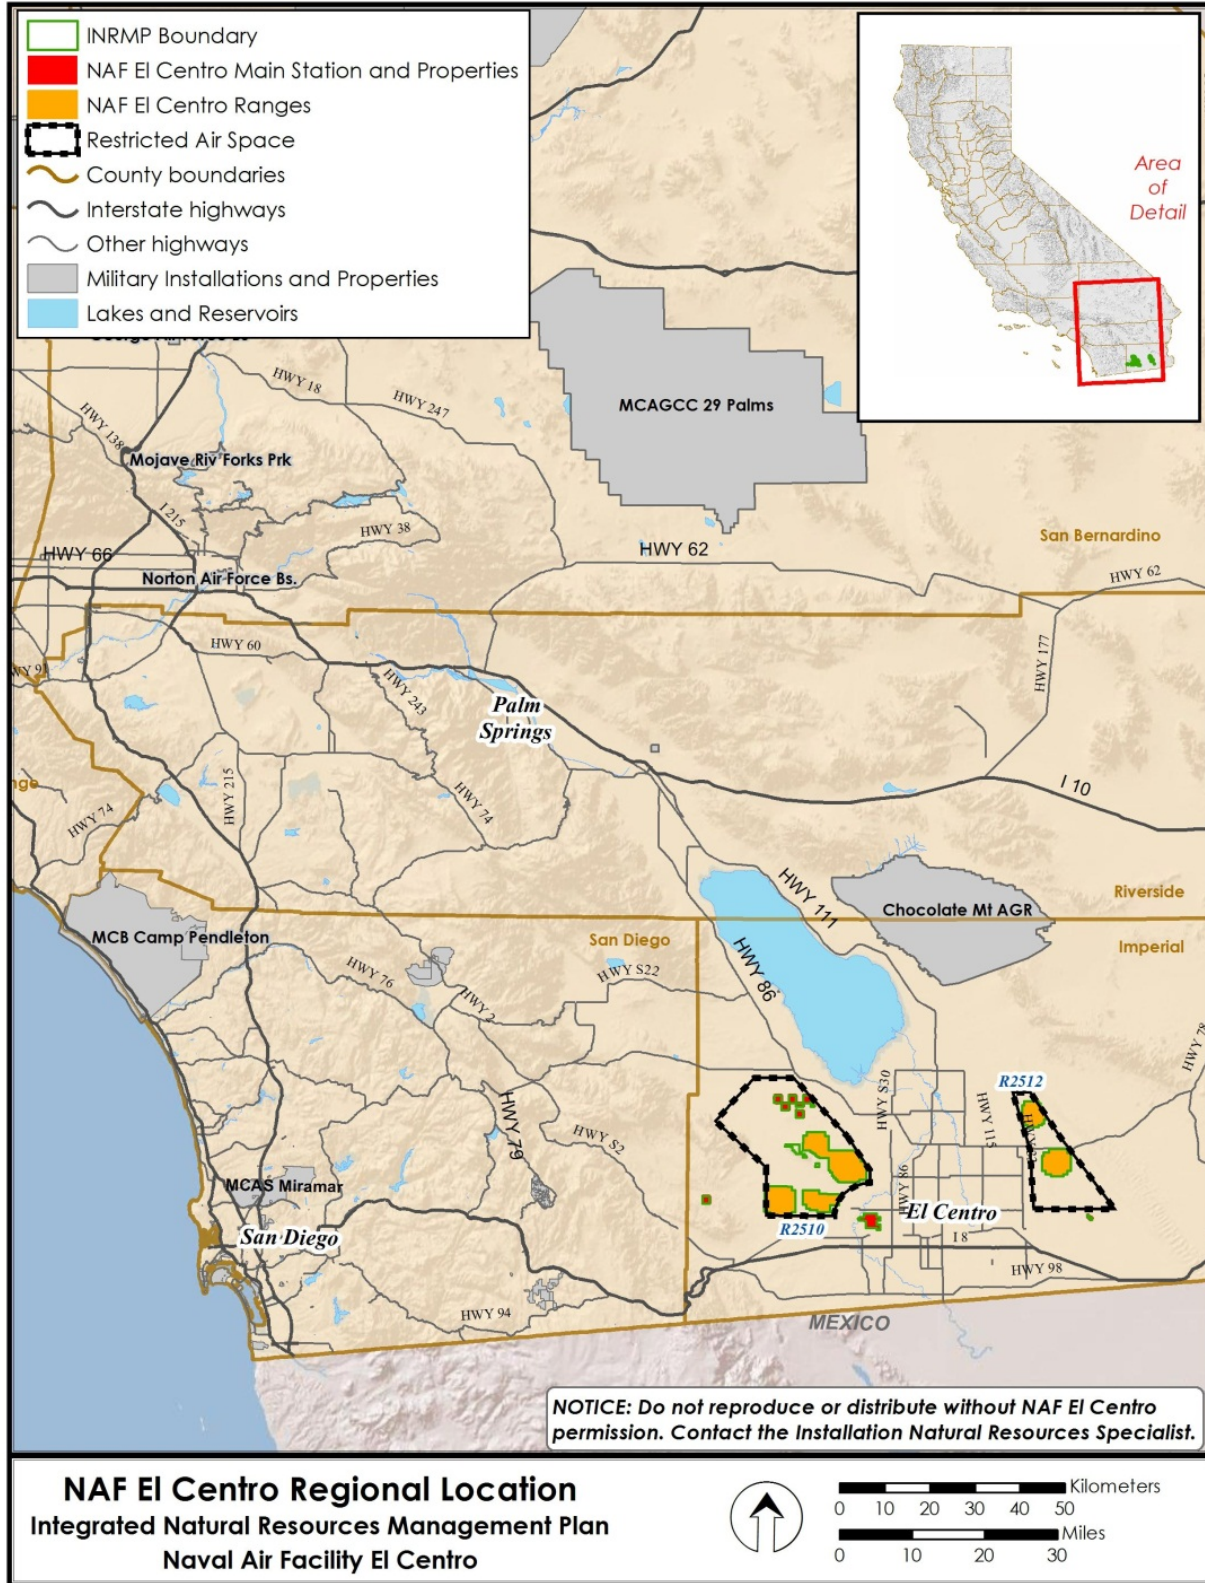 INRMP Boundary
NAF El Centro Main Station and Properties
NAF El Centro Ranges
Restricted Air Space
County boundaries
Interstate highways
Other highways
Military Installations and Properties
Lakes and Reservoirs
Area
of
Detail
HWY 18
HWY 247
MCAGCC 29 Palms
HWY 138
Mojave Riv Forks Prk
I 215
HWY 38
San Bernardino
HWY 66
HWY 62
HWY 62
Norton Air Force Bs.
HWY 60
HWY 177
HWY 243
Palm
Springs
I 10
HWY 215
HWY 74
HWY 74
HWY 111
Riverside
Chocolate Mt AGR
MCB Camp Pendleton
San Diego
Imperial
HWY 76
HWY S22
HWY 86
HWY 2
HWY 78
R2512
HWY S30
HWY 115
HWY 79
HWY S2
MCAS Miramar
HWY 86
El Centro
San Diego
R2510
I 8
HWY 98
HWY 94
MEXICO
NOTICE: Do not reproduce or distribute without NAF El Centro
permission. Contact the Installation Natural Resources Specialist.
NAF El Centro Regional Location
Integrated Natural Resources Management Plan
Naval Air Facility El Centro
Kilometers
0 10 20 30 40 50
Miles
0 10 20 30